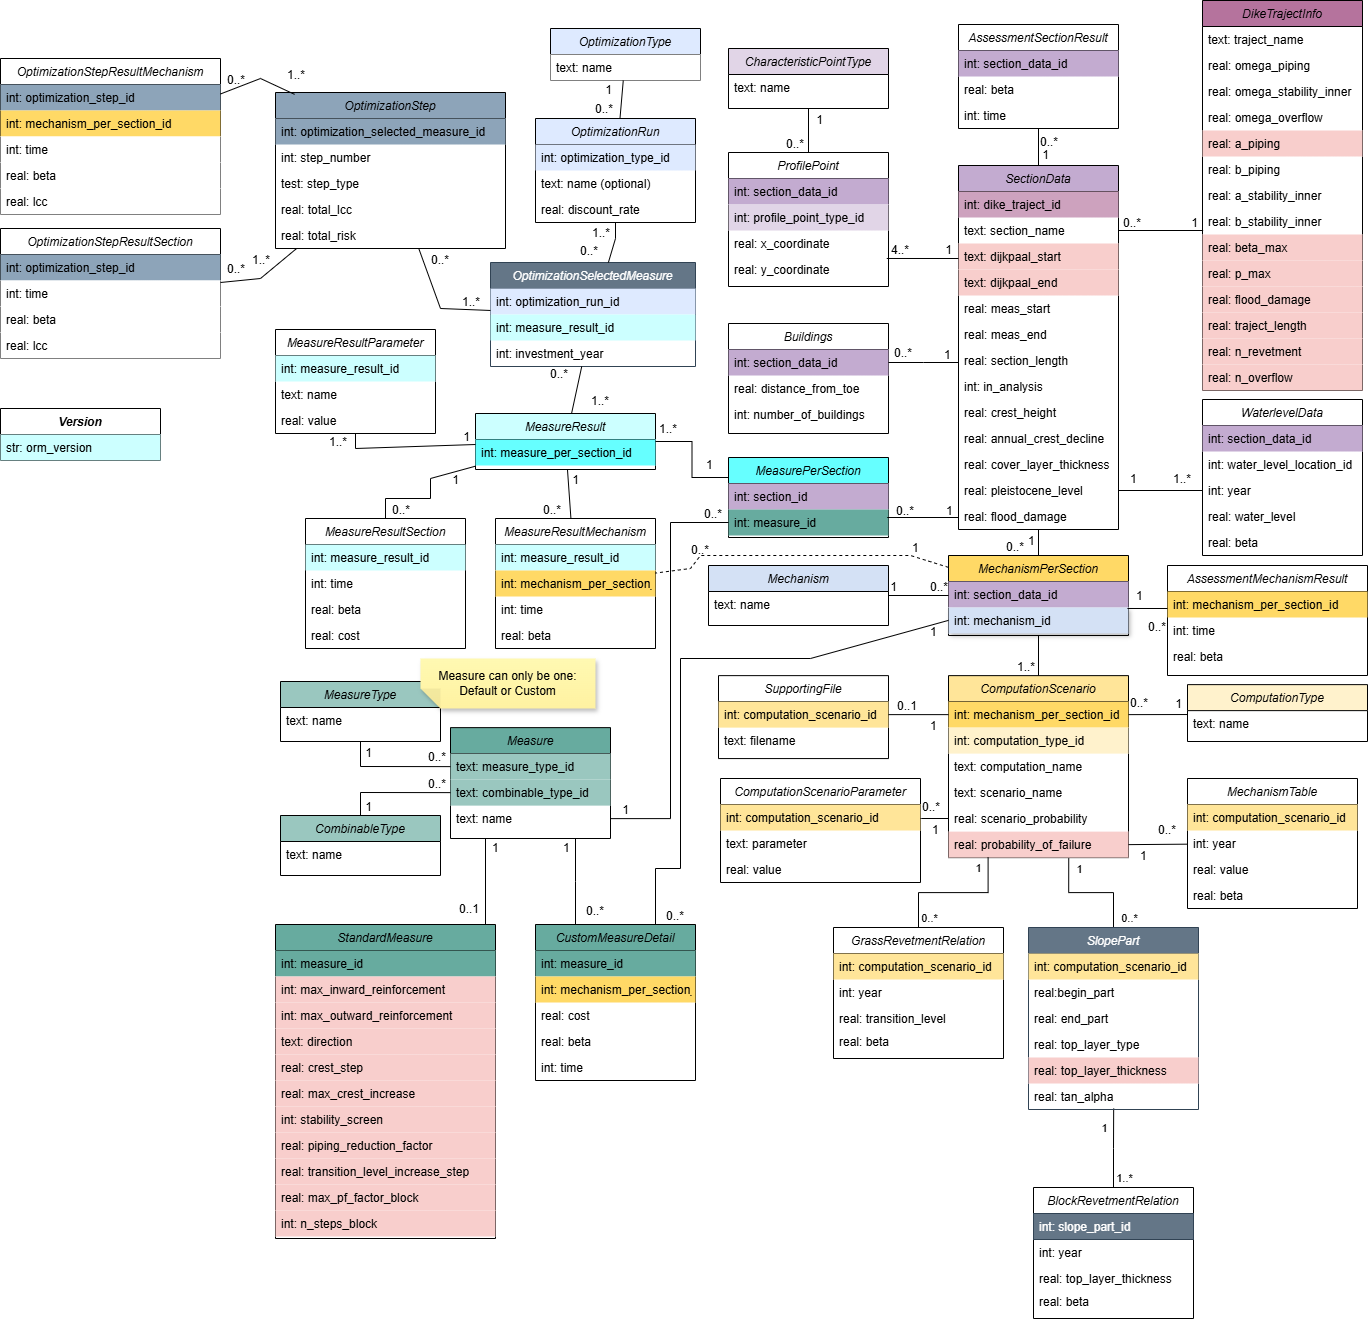 OptimizationStepResultMechanism
int: optimization_step_id
int: mechanism_per_section_id
int: time
real: beta
real: lcc
0..*
1..*
OptimizationStepResultSection
int: optimization_step_id
int: time
real: beta
real: lcc
0..*
1..*
Version
str: orm_version
OptimizationStep
int: optimization_selected_measure_id
int: step_number
test: step_type
real: total_lcc
real: total_risk
0..*
1..*
OptimizationType
text: name
1
0..*
OptimizationRun
int: optimization_type_id
text: name (optional)
real: discount_rate
1..*
0..*
OptimizationSelectedMeasure
int: optimization_run_id
int: measure_result_id
int: investment_year
0..*
1..*
MeasureResultParameter
int: measure_result_id
text: name
real: value
1..*
1
MeasureResult
int: measure_per_section_id
1..*
1
1
0..*
1
0..*
MeasureResultSection
int: measure_result_id
int: time
real: beta
real: cost
MeasureResultMechanism
int: measure_result_id
int: mechanism_per_section_
int: time
real: beta
0..*
1
CharacteristicPointType
text: name
1
0..*
ProfilePoint
int: section_data_id
int: profile_point_type_id
real: x_coordinate
real: y_coordinate
4..*
1
Buildings
int: section_data_id
real: distance_from_toe
int: number_of_buildings
0..*
1
MeasurePerSection
int: section_id
int: measure_id
0..*
0..*
1
AssessmentSectionResult
int: section_data_id
real: beta
int: time
0..*
1
SectionData
int: dike_traject_id
text: section_name
text: dijkpaal_start
text: dijkpaal_end
real: meas_start
real: meas_end
real: section_length
int: in_analysis
real: crest_height
real: annual_crest_decline
real: cover_layer_thickness
real: pleistocene_level
real: flood_damage
0..*
1
1
1..*
1
0..*
DikeTrajectInfo
text: traject_name
real: omega_piping
real: omega_stability_inner
real: omega_overflow
real: a_piping
real: b_piping
real: a_stability_inner
real: b_stability_inner
real: beta_max
real: p_max
real: flood_damage
real: traject_length
real: n_revetment
real: n_overflow
WaterlevelData
int: section_data_id
int: water_level_location_id
int: year
real: water_level
real: beta
Mechanism
text: name
1
0..*
MechanismPerSection
int: section_data_id
int: mechanism_id
1
0..*
1
1..*
AssessmentMechanismResult
int: mechanism_per_section_id
int: time
real: beta
SupportingFile
int: computation_scenario_id
text: filename
0..1
1
ComputationScenario
int: mechanism_per_section_id
int: computation_type_id
text: computation_name
text: scenario_name
real: scenario_probability
real: probability_of_failure
0..*
1
ComputationType
text: name
ComputationScenarioParameter
int: computation_scenario_id
text: parameter
real: value
0..*
1
MechanismTable
int: computation_scenario_id
int: year
real: value
real: beta
0..*
1
1
0..*
1
0..*
GrassRevetmentRelation
int: computation_scenario_id
int: year
real: transition_level
real: beta
SlopePart
int: computation_scenario_id
real:begin_part
real: end_part
real: top_layer_type
real: top_layer_thickness
real: tan_alpha
1
1..*
BlockRevetmentRelation
int: slope_part_id
int: year
real: top_layer_thickness
real: beta
Measure can only be one:
Default or Custom
MeasureType
text: name
1
0..*
Measure
text: measure_type_id
text: combinable_type_id
text: name
0..*
1
1
CombinableType
text: name
1
0..1
1
0..*
0..*
StandardMeasure
int: measure_id
int: max_inward_reinforcement
int: max_outward_reinforcement
text: direction
real: crest_step
real: max_crest_increase
int: stability_screen
real: piping_reduction_factor
real: transition_level_increase_step
real: max_pf_factor_block
int: n_steps_block
CustomMeasureDetail
int: measure_id
int: mechanism_per_section_
real: cost
real: beta
int: time